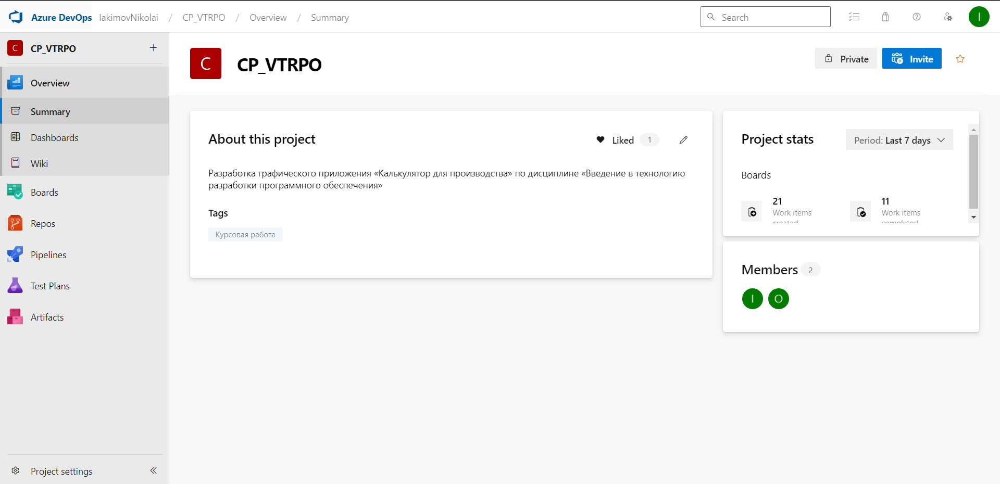 Azure DevOps IakimovNikolai / CP_VTRPO / Overview / Summary
Search
I
C CP_VTRPO +
Overview
Summary
Dashboards
Wiki
Boards
Repos
Pipelines
Test Plans
Artifacts
Project settings
C CP_VTRPO
Private
Invite
About this project
Liked 1
Разработка графического приложения «Калькулятор для производства» по дисциплине «Введение в технологию
разработки программного обеспечения»
Tags
Курсовая работа
Project stats
Period: Last 7 days
Boards
21
Work items
created
11
Work items
completed
Members 2
I O